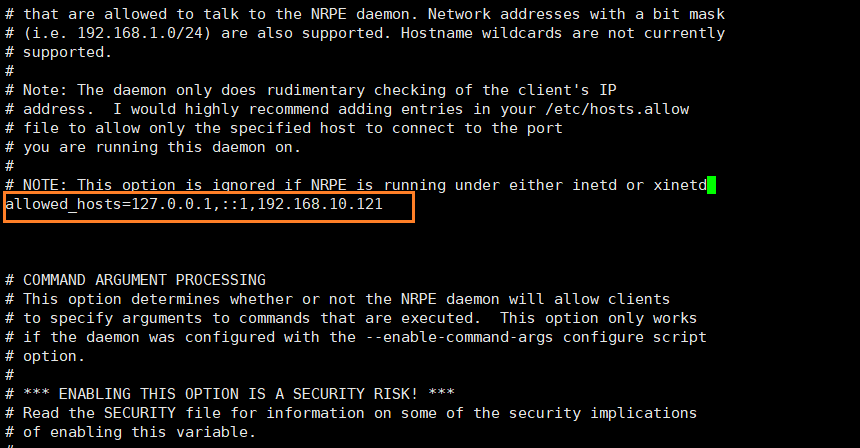 # that are allowed to talk to the NRPE daemon. Network addresses with a bit mask
# (i.e. 192.168.1.0/24) are also supported. Hostname wildcards are not currently
# supported.
#
# Note: The daemon only does rudimentary checking of the client's IP
# address.  I would highly recommend adding entries in your /etc/hosts.allow
# file to allow only the specified host to connect to the port
# you are running this daemon on.
#
# NOTE: This option is ignored if NRPE is running under either inetd or xinetd
allowed_hosts=127.0.0.1,::1,192.168.10.121
# COMMAND ARGUMENT PROCESSING
# This option determines whether or not the NRPE daemon will allow clients
# to specify arguments to commands that are executed.  This option only works
# if the daemon was configured with the --enable-command-args configure script
# option.
#
# *** ENABLING THIS OPTION IS A SECURITY RISK! ***
# Read the SECURITY file for information on some of the security implications
# of enabling this variable.
#